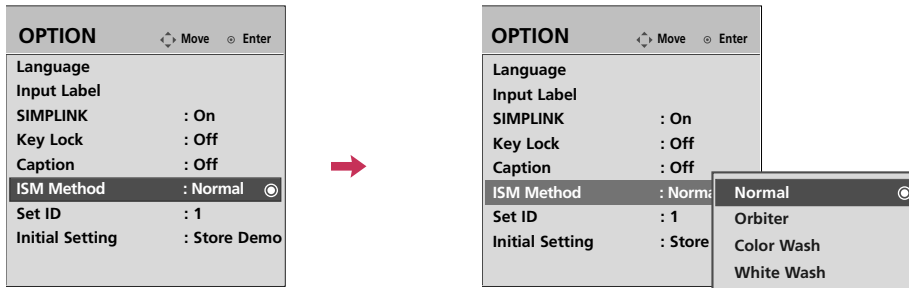 OPTION Move Enter
Language
Input Label
SIMPLINK : On
Key Lock : Off
Caption : Off
ISM Method : Normal
Set ID : 1
Initial Setting : Store Demo
OPTION Move Enter
Language
Input Label
SIMPLINK : On
Key Lock : Off
Caption : Off
ISM Method : Norma
Set ID : 1
Initial Setting : Store
Normal
Orbiter
Color Wash
White Wash